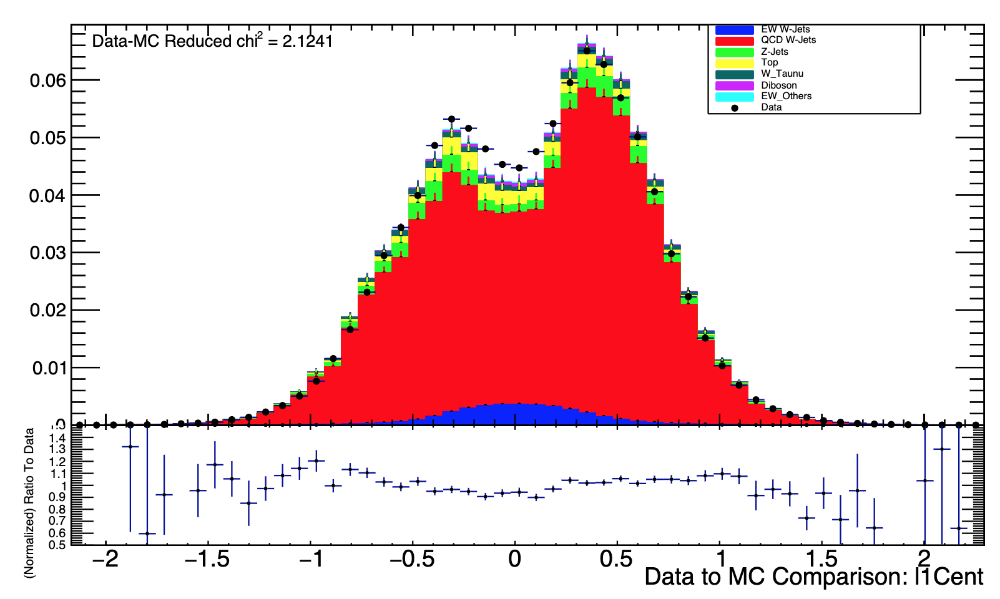 Data-MC Reduced chi2 = 2.1241
EW W-Jets
QCD W-Jets
Z-Jets
Top
W_Taunu
Diboson
EW_Others
Data
0.06
0.05
0.04
0.03
0.02
0.01
1.4
1.3
1.2
1.1
1
0.9
0.8
0.7
0.6
0.5
(Normalized) Ratio To Data
−2 −1.5 −1 −0.5 0 0.5 1 1.5 2
Data to MC Comparison: l1Cent